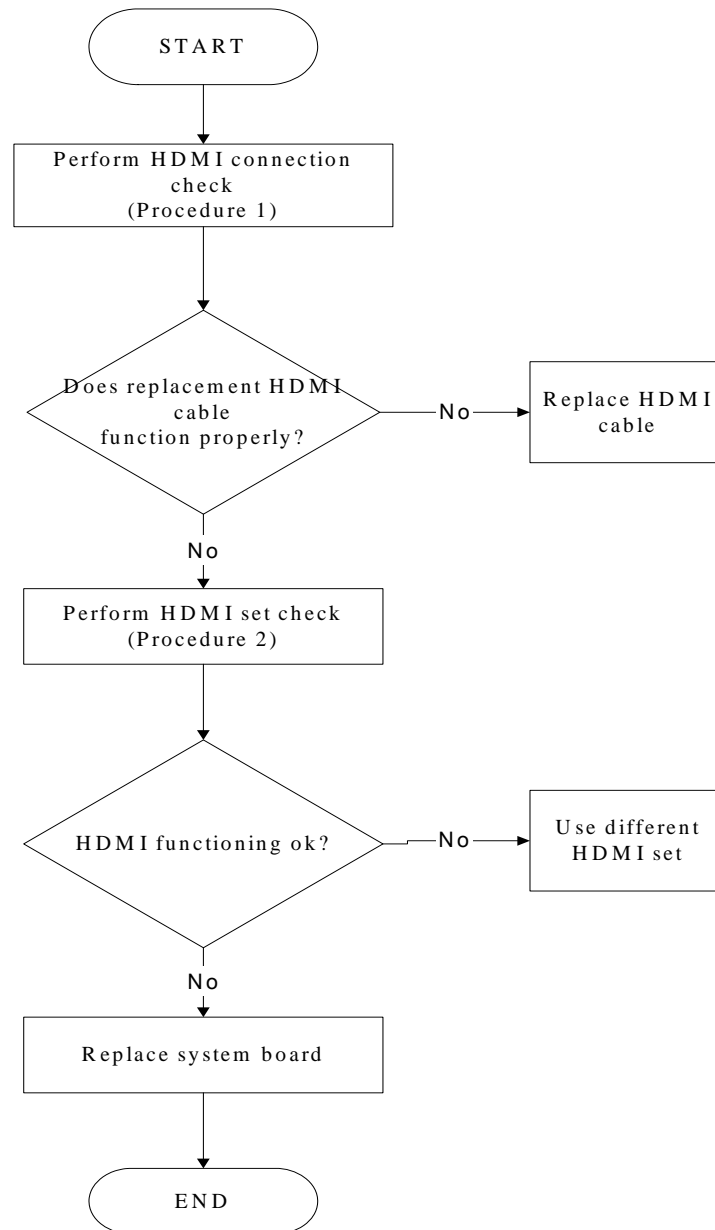 START
Perform HDMI connection
check
(Procedure 1)
Does replacement HDMI
cable
function properly?
No
Replace HDMI
cable
No
Perform HDMI set check
(Procedure 2)
HDMI functioning ok?
No
Use different
HDMI set
No
Replace system board
END